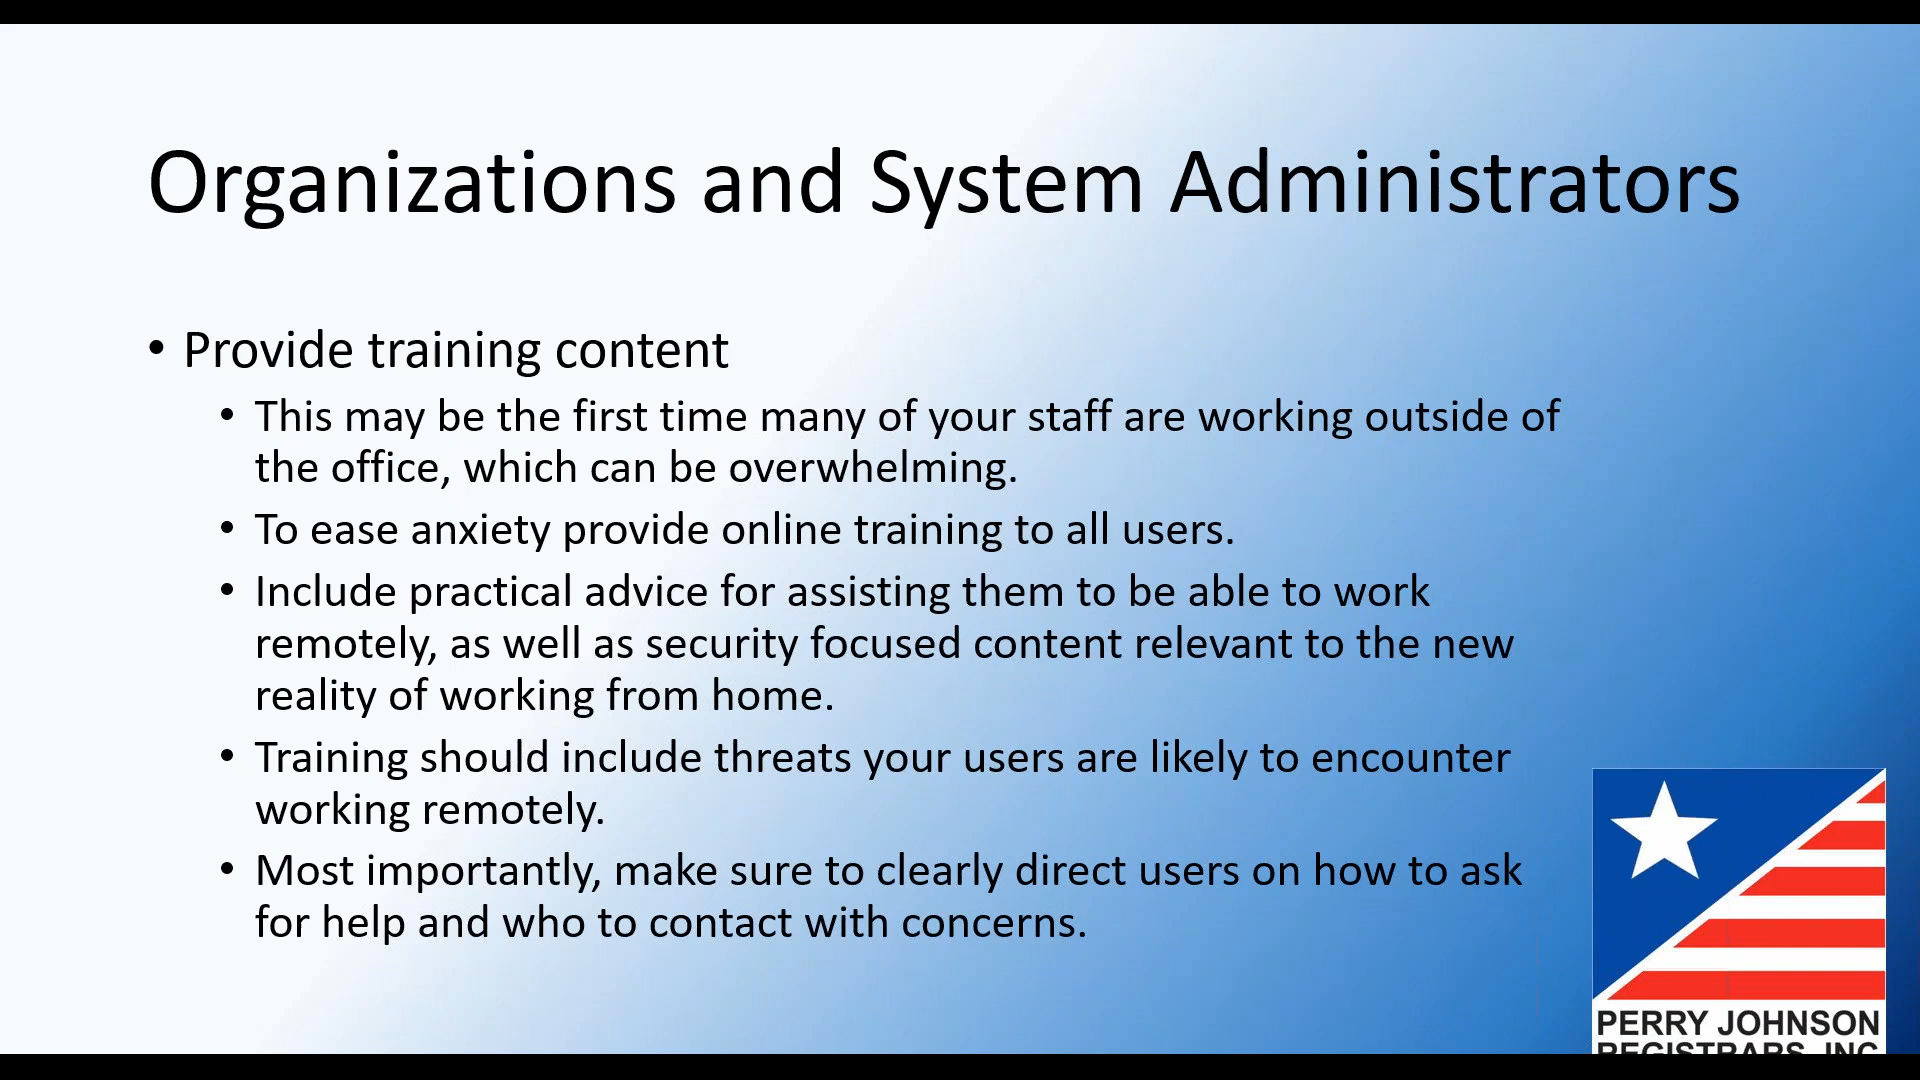 Organizations and System Administrators
• Provide training content
• This may be the first time many of your staff are working outside of
the office, which can be overwhelming.
• To ease anxiety provide online training to all users.
• Include practical advice for assisting them to be able to work
remotely, as well as security focused content relevant to the new
reality of working from home.
• Training should include threats your users are likely to encounter
working remotely.
• Most importantly, make sure to clearly direct users on how to ask
for help and who to contact with concerns.
PERRY JOHNSON
REGISTRARS, INC